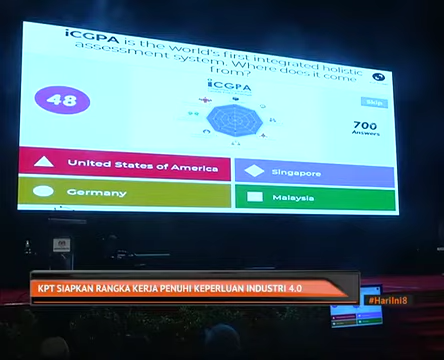 iCGPA is the world's first integrated holistic
assessment system. Where does it come
from?
iCGPA
48
Skip
700
Answers
United States of America
Singapore
Germany
Malaysia
KPT SIAPKAN RANGKA KERJA PENUHI KEPERLUAN INDUSTRI 4.0
#HariIni8